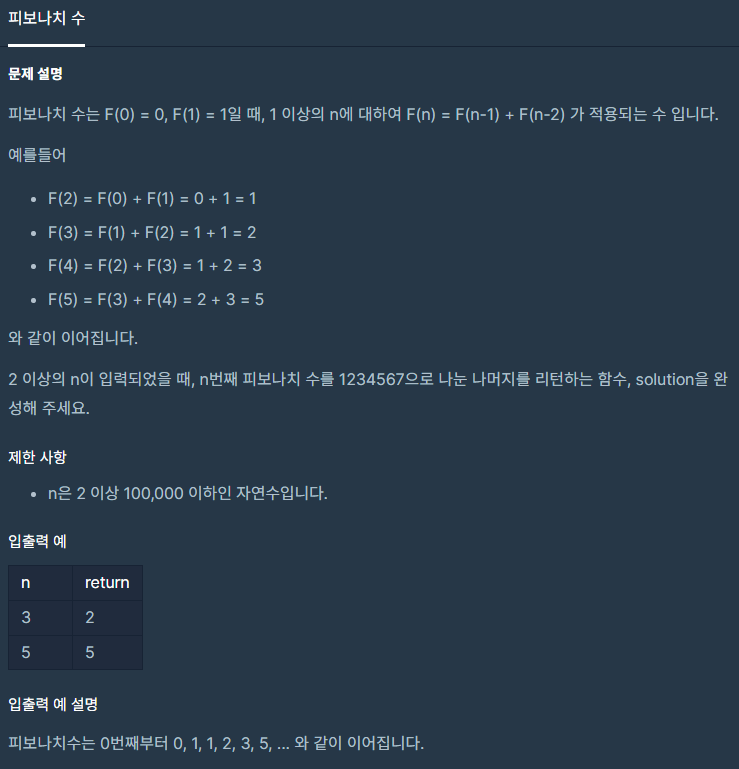 피보나치 수
문제 설명
피보나치 수는 F(0) = 0, F(1) = 1일 때, 1 이상의 n에 대하여 F(n) = F(n-1) + F(n-2) 가 적용되는 수 입니다.
예를들어
• F(2) = F(0) + F(1) = 0 + 1 = 1
• F(3) = F(1) + F(2) = 1 + 1 = 2
• F(4) = F(2) + F(3) = 1 + 2 = 3
• F(5) = F(3) + F(4) = 2 + 3 = 5
와 같이 이어집니다.
2 이상의 n이 입력되었을 때, n번째 피보나치 수를 1234567으로 나눈 나머지를 리턴하는 함수, solution을 완
성해 주세요.
제한 사항
• n은 2 이상 100,000 이하인 자연수입니다.
입출력 예
n return
3 2
5 5
입출력 예 설명
피보나치수는 0번째부터 0, 1, 1, 2, 3, 5, ... 와 같이 이어집니다.